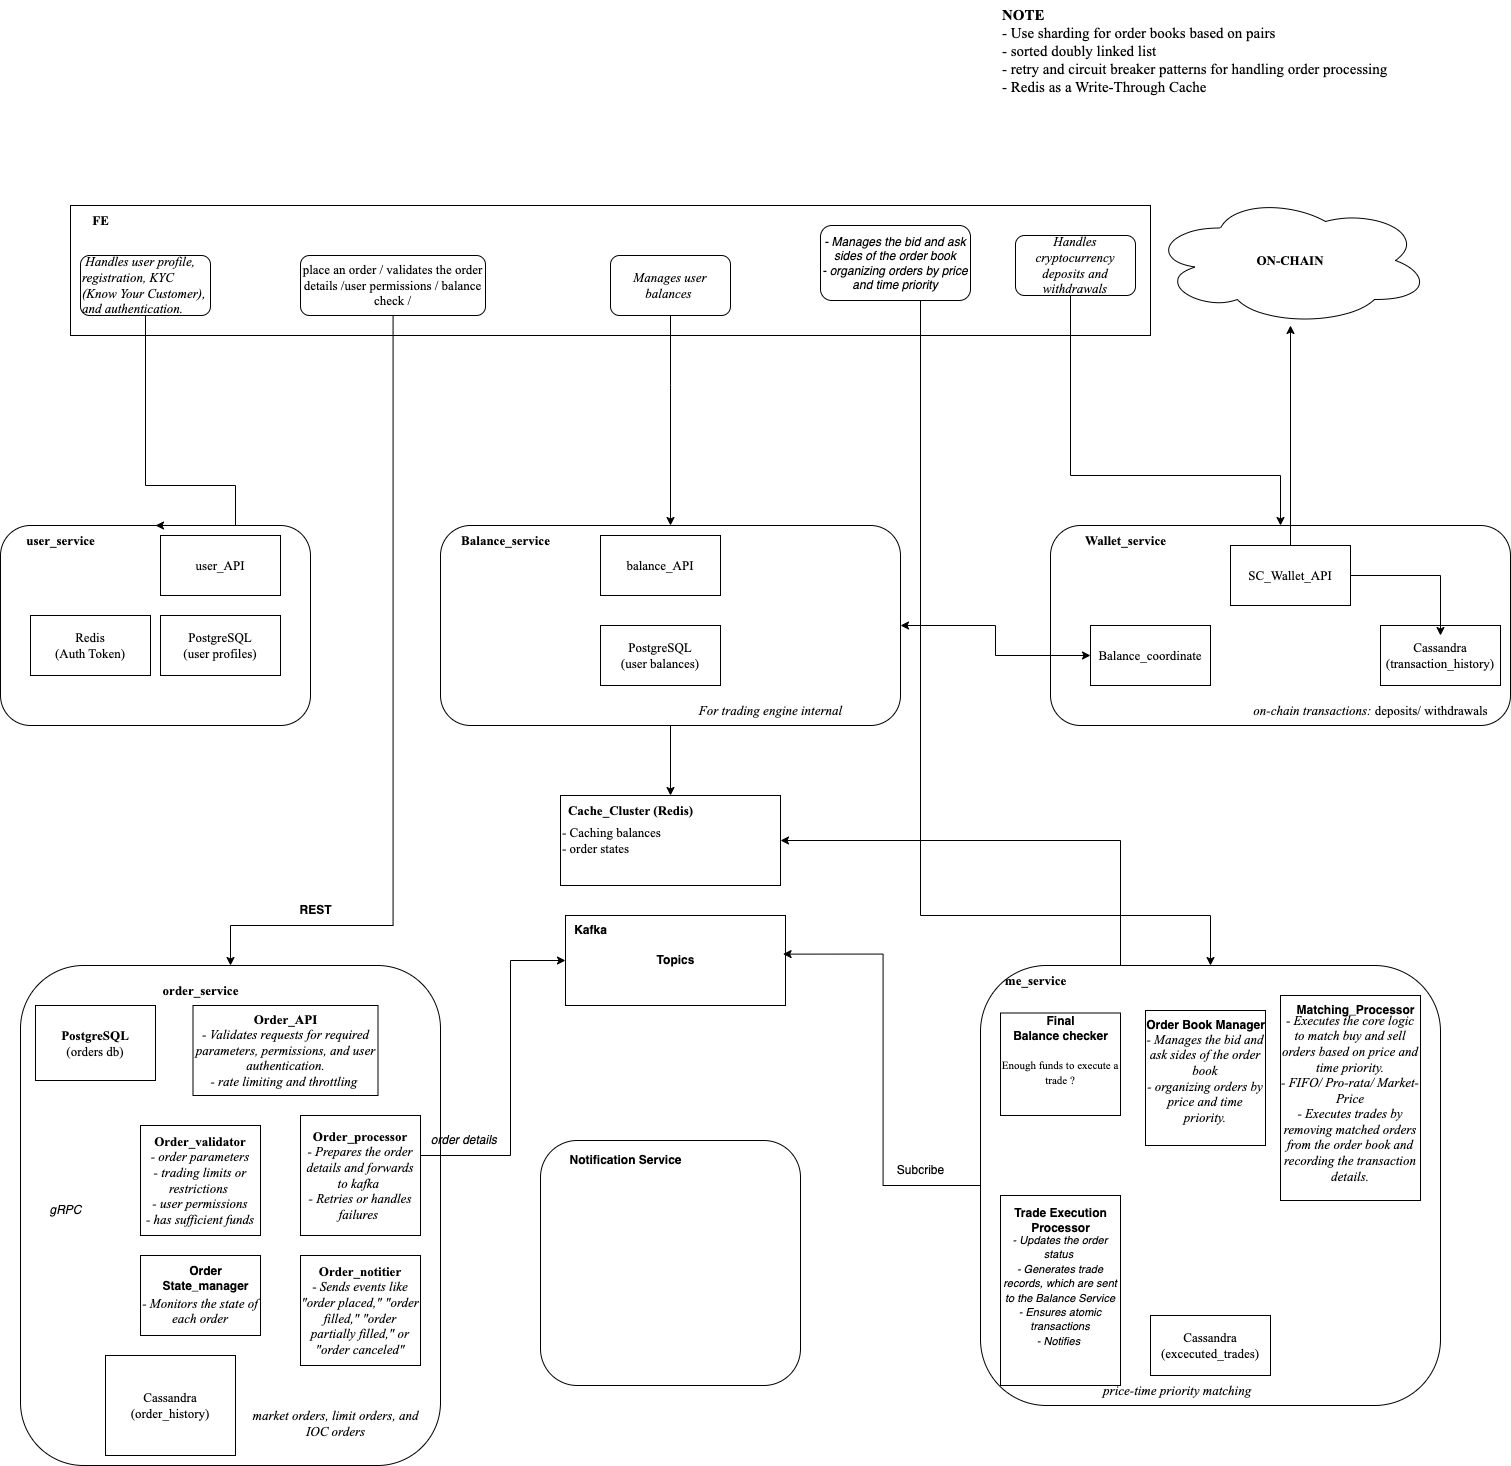 NOTE
- Use sharding for order books based on pairs
- sorted doubly linked list
- retry and circuit breaker patterns for handling order processing
- Redis as a Write-Through Cache
FE
Handles user profile,
registration, KYC
(Know Your Customer),
and authentication.
place an order / validates the order
details /user permissions / balance
check /
Manages user
balances
- Manages the bid and ask
sides of the order book
- organizing orders by price
and time priority
Handles
cryptocurrency
deposits and
withdrawals
ON-CHAIN
user_service
user_API
Redis
(Auth Token)
PostgreSQL
(user profiles)
Balance_service
balance_API
PostgreSQL
(user balances)
For trading engine internal
Wallet_service
SC_Wallet_API
Balance_coordinate
Cassandra
(transaction_history)
on-chain transactions: deposits/ withdrawals
Cache_Cluster (Redis)
- Caching balances
- order states
REST
Kafka
Topics
order_service
PostgreSQL
(orders db)
Order_API
- Validates requests for required
parameters, permissions, and user
authentication.
- rate limiting and throttling
Order_validator
- order parameters
- trading limits or
restrictions
- user permissions
- has sufficient funds
Order_processor
- Prepares the order
details and forwards
to kafka
- Retries or handles
failures
order details
gRPC
Order
State_manager
- Monitors the state of
each order
Order_notitier
- Sends events like
"order placed," "order
filled," "order
partially filled," or
"order canceled"
Cassandra
(order_history)
market orders, limit orders, and
IOC orders
Notification Service
Subcribe
me_service
Final
Balance checker
Enough funds to execute a
trade ?
Order Book Manager
- Manages the bid and
ask sides of the order
book
- organizing orders by
price and time
priority.
Matching_Processor
- Executes the core logic
to match buy and sell
orders based on price and
time priority.
- FIFO/ Pro-rata/ Market-
Price
- Executes trades by
removing matched orders
from the order book and
recording the transaction
details.
Trade Execution
Processor
- Updates the order
status
- Generates trade
records, which are sent
to the Balance Service
- Ensures atomic
transactions
- Notifies
Cassandra
(excecuted_trades)
price-time priority matching